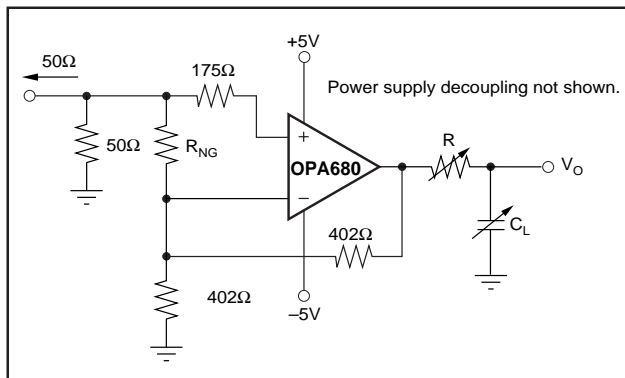 +5V
50Ω
175Ω
Power supply decoupling not shown.
50Ω
R_NG
+
OPA680
−
R
V_O
C_L
402Ω
402Ω
−5V